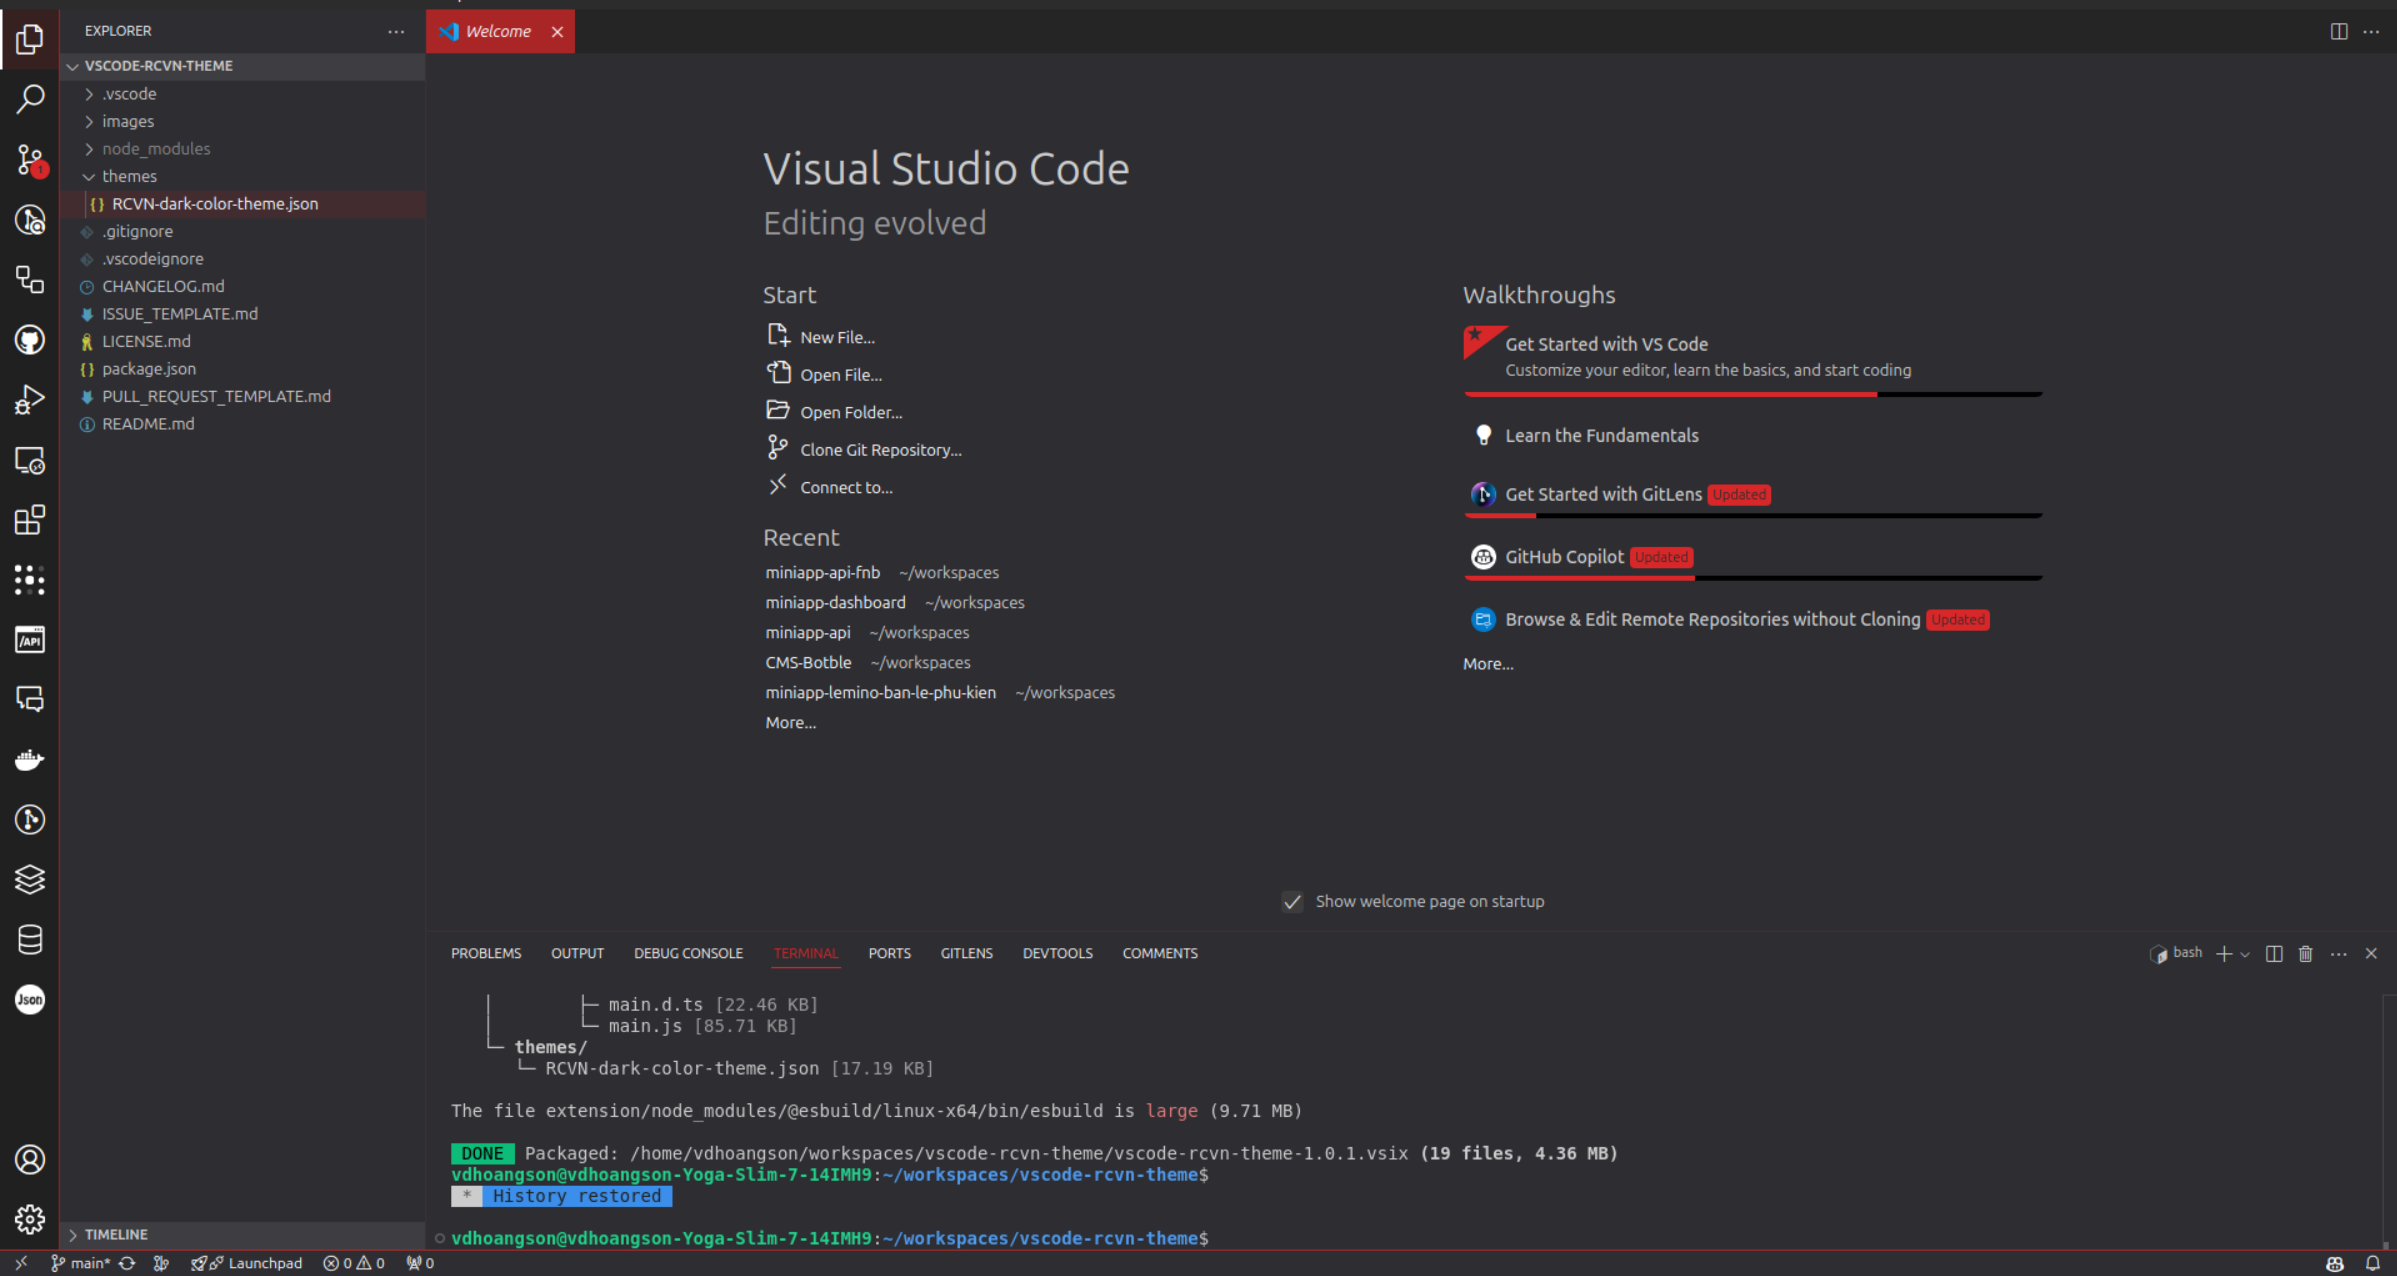 EXPLORER
VSCODE-RCVN-THEME
.vscode
images
node_modules
themes
{} RCVN-dark-color-theme.json
.gitignore
.vscodeignore
CHANGELOG.md
ISSUE_TEMPLATE.md
LICENSE.md
{} package.json
PULL_REQUEST_TEMPLATE.md
README.md
TIMELINE
1
/API
Json
Welcome
Visual Studio Code
Editing evolved
Start
New File...
Open File...
Open Folder...
Clone Git Repository...
Connect to...
Recent
miniapp-api-fnb ~/workspaces
miniapp-dashboard ~/workspaces
miniapp-api ~/workspaces
CMS-Botble ~/workspaces
miniapp-lemino-ban-le-phu-kien ~/workspaces
More...
Walkthroughs
Get Started with VS Code
Customize your editor, learn the basics, and start coding
Learn the Fundamentals
Get Started with GitLens Updated
GitHub Copilot Updated
Browse & Edit Remote Repositories without Cloning Updated
More...
Show welcome page on startup
PROBLEMS OUTPUT DEBUG CONSOLE TERMINAL PORTS GITLENS DEVTOOLS COMMENTS bash
│ ├─ main.d.ts [22.46 KB]
│ └─ main.js [85.71 KB]
└─ themes/
└─ RCVN-dark-color-theme.json [17.19 KB]
The file extension/node_modules/@esbuild/linux-x64/bin/esbuild is large (9.71 MB)
DONE Packaged: /home/vdhoangson/workspaces/vscode-rcvn-theme/vscode-rcvn-theme-1.0.1.vsix (19 files, 4.36 MB)
vdhoangson@vdhoangson-Yoga-Slim-7-14IMH9:~/workspaces/vscode-rcvn-theme$
* History restored
vdhoangson@vdhoangson-Yoga-Slim-7-14IMH9:~/workspaces/vscode-rcvn-theme$
main* Launchpad 0 0 0